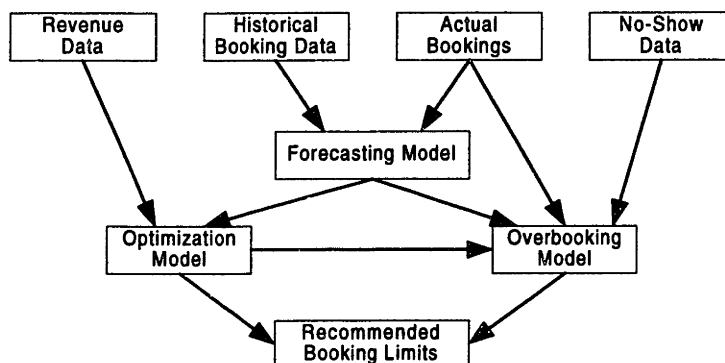 Revenue
Data
Historical
Booking Data
Actual
Bookings
No-Show
Data
Forecasting Model
Optimization
Model
Overbooking
Model
Recommended
Booking Limits